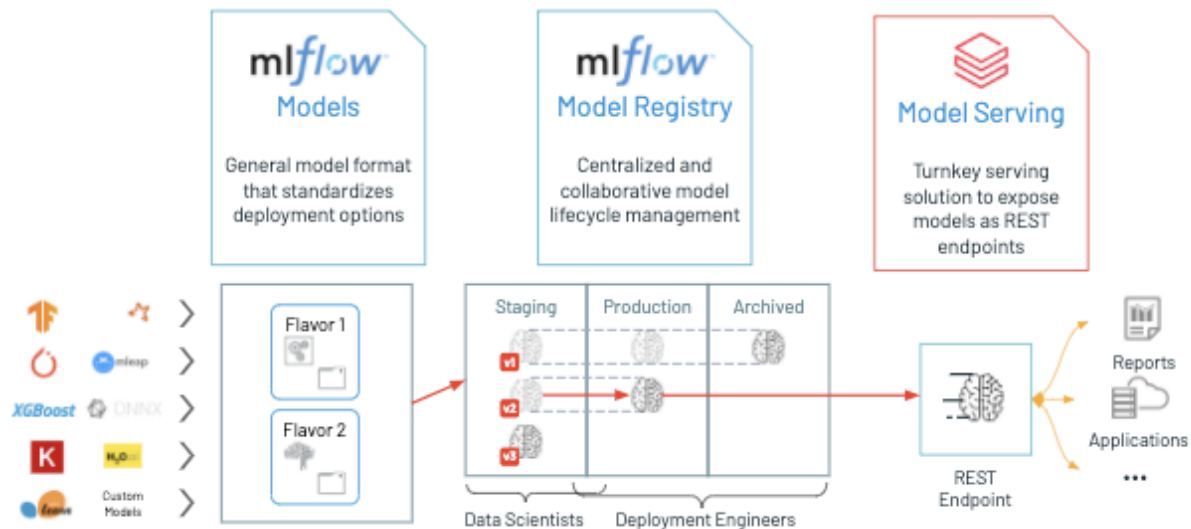 mlflow
Models
General model format
that standardizes
deployment options
mlflow
Model Registry
Centralized and
collaborative model
lifecycle management
Model Serving
Turnkey serving
solution to expose
models as REST
endpoints
mleap
XGBoost
ONNX
K
H2O
learn
Custom
Models
Flavor 1
Flavor 2
Staging
Production
Archived
v1
v2
v3
Data Scientists
Deployment Engineers
REST
Endpoint
Reports
Applications
...